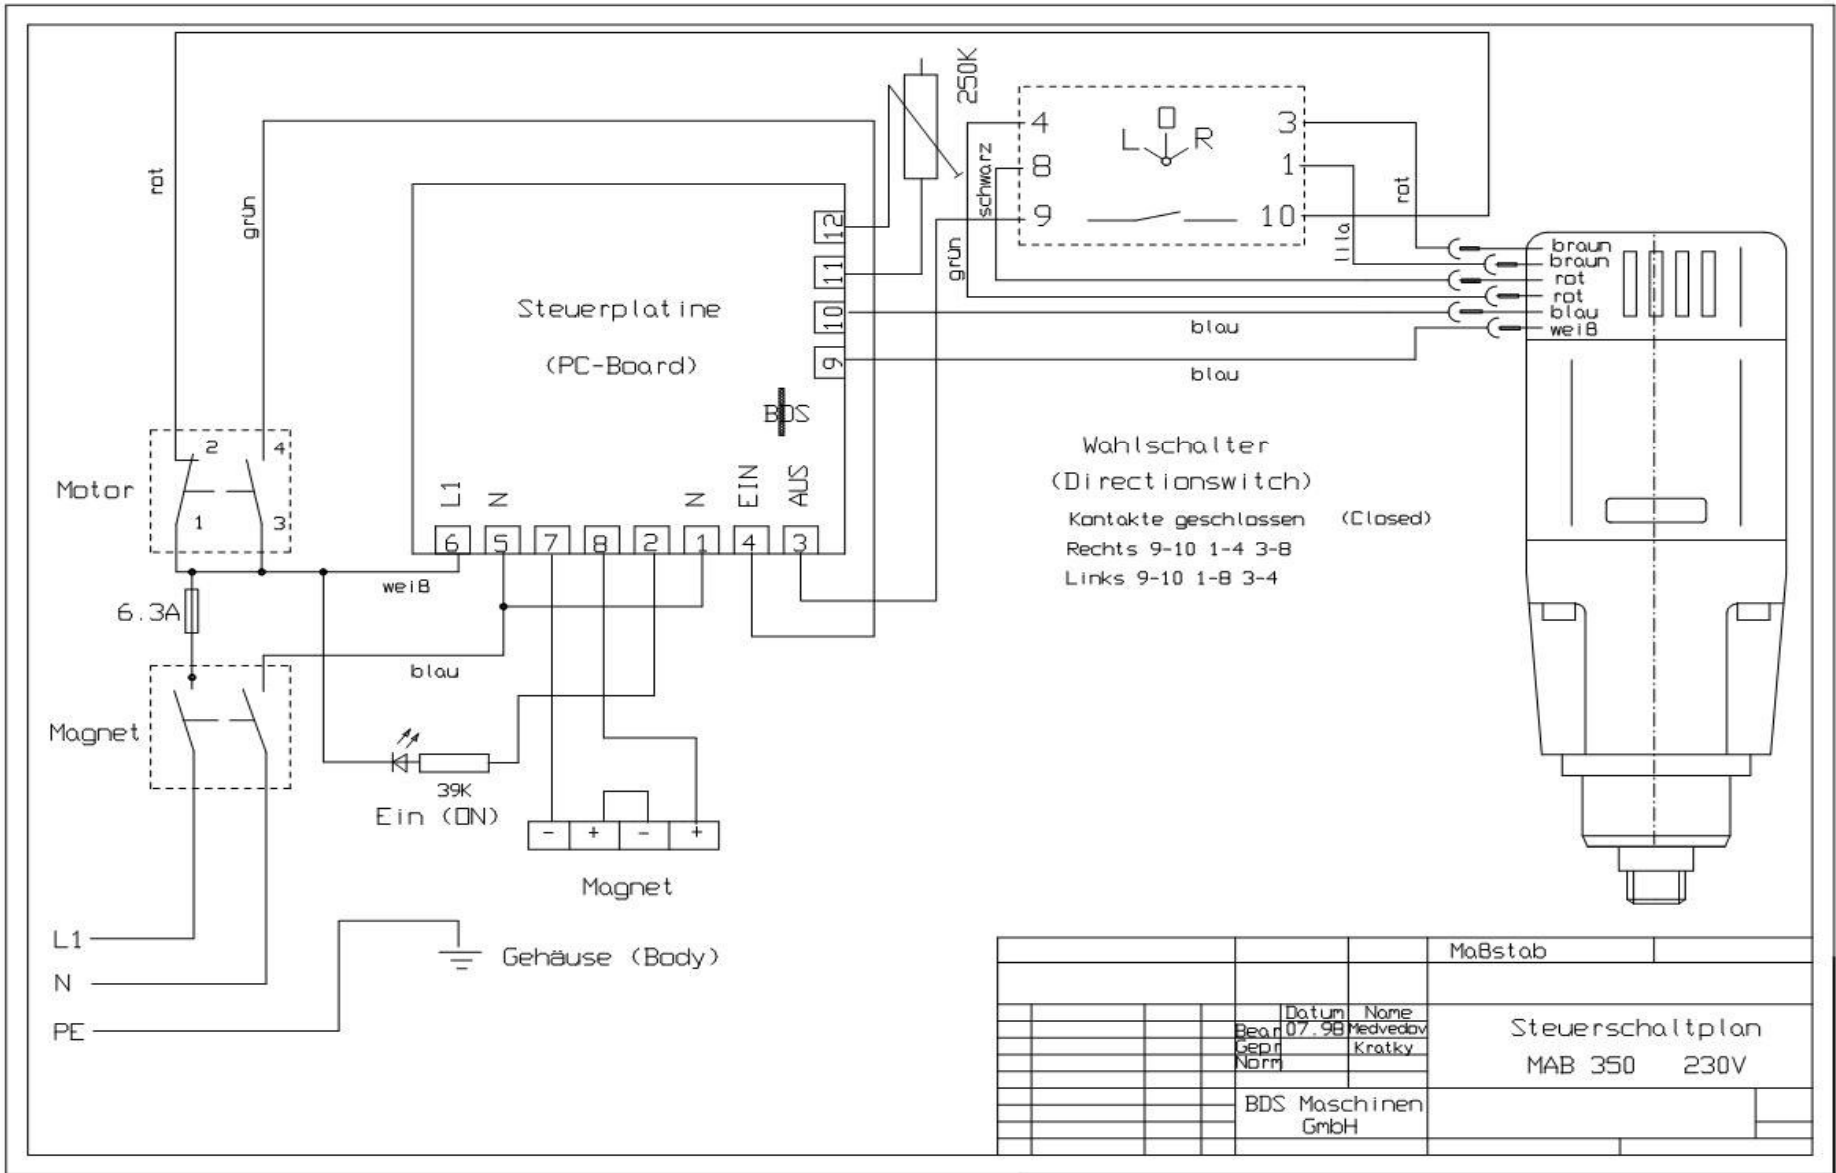 250K
rot
grün
4
8
9
L 0 R
3
1
10
schwarz
grün
lila
rot
12
11
10
9
Steuerplatine
(PC-Board)
BDS
braun
braun
rot
rot
blau
weiß
blau
blau
Wahlschalter
(Directionswitch)
Kontakte geschlossen (Closed)
Rechts 9-10 1-4 3-8
Links 9-10 1-8 3-4
Motor
2 4
1 3
L1 N N EIN AUS
6 5 7 8 2 1 4 3
weiß
6.3A
blau
Magnet
39K
Ein (ON)
- + - +
Magnet
L1
N
PE
Gehäuse (Body)
Maßstab
Datum Name
Bear 07.98 Medvedov
Gepr Kratky
Norm
Steuerschaltplan
MAB 350 230V
BDS Maschinen
GmbH